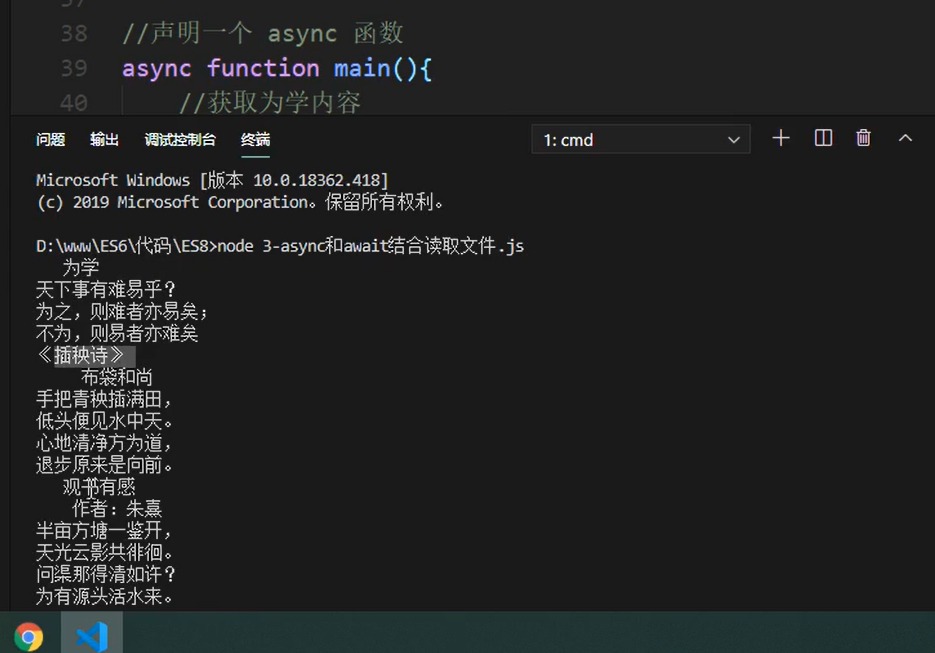 38 //声明一个 async 函数
39 async function main(){
40 //获取为学内容
问题 输出 调试控制台 终端 1: cmd
Microsoft Windows [版本 10.0.18362.418]
(c) 2019 Microsoft Corporation。保留所有权利。
D:\www\ES6\代码\ES8>node 3-async和await结合读取文件.js
为学
天下事有难易乎？
为之，则难者亦易矣；
不为，则易者亦难矣
《插秧诗》
布袋和尚
手把青秧插满田，
低头便见水中天。
心地清净方为道，
退步原来是向前。
观书有感
作者：朱熹
半亩方塘一鉴开，
天光云影共徘徊。
问渠那得清如许？
为有源头活水来。